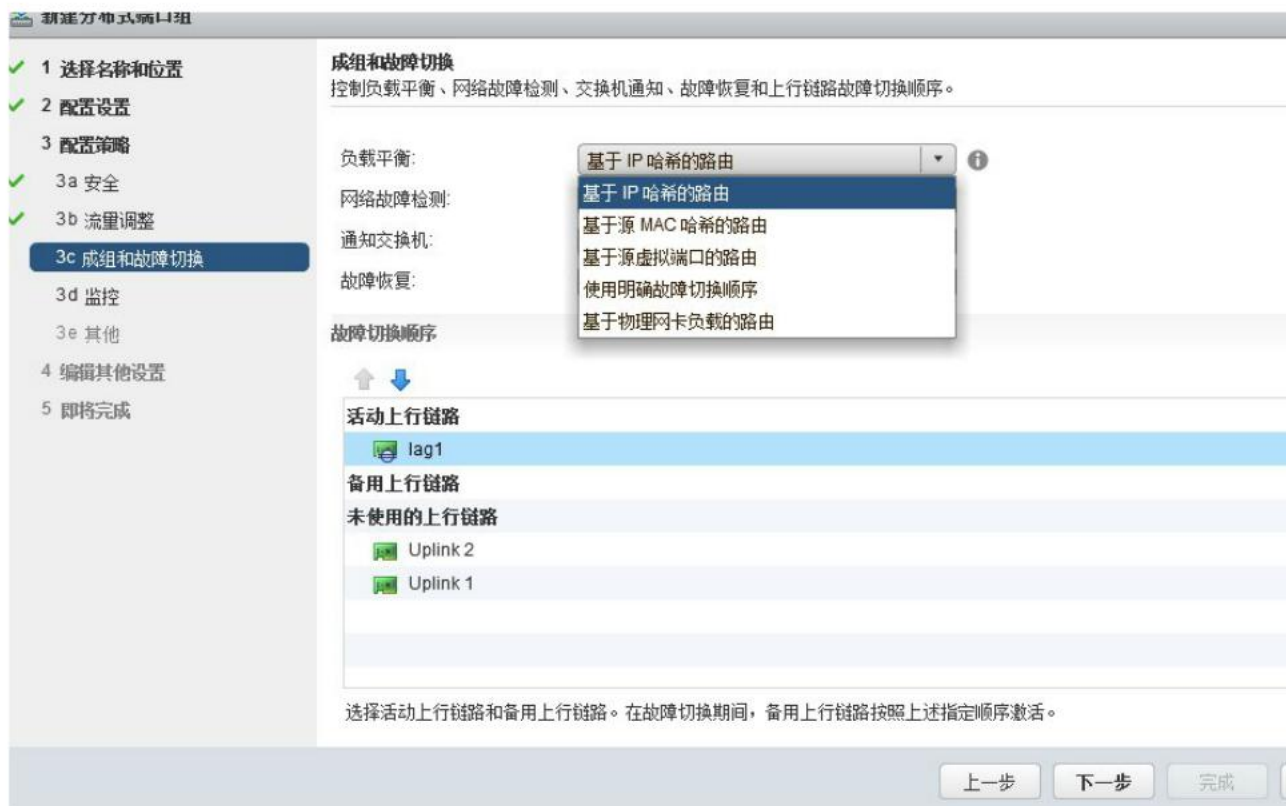 新建分布式端口组
1 选择名称和位置
2 配置设置
3 配置策略
3a 安全
3b 流里调整
3c 成组和故障切换
3d 监控
3e 其他
4 编辑其他设置
5 即将完成
成组和故障切换
控制负载平衡、网络故障检测、交换机通知、故障恢复和上行链路故障切换顺序。
负载平衡: 基于 IP 哈希的路由
网络故障检测:
通知交换机:
故障恢复:
基于 IP 哈希的路由
基于源 MAC 哈希的路由
基于源虚拟端口的路由
使用明确故障切换顺序
基于物理网卡负载的路由
故障切换顺序
活动上行链路
lag1
备用上行链路
未使用的上行链路
Uplink 2
Uplink 1
选择活动上行链路和备用上行链路。在故障切换期间，备用上行链路按照上述指定顺序激活。
上一步 下一步 完成